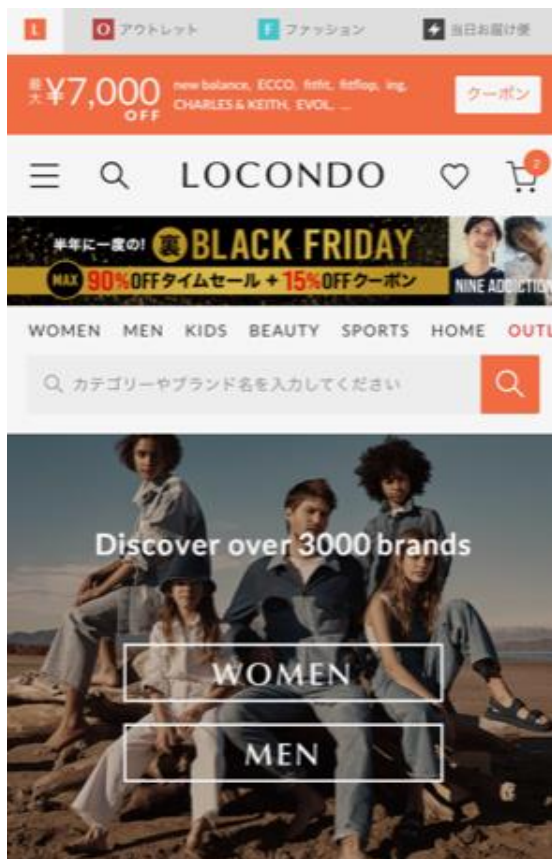 L
O アウトレット
F ファッション
当日お届け便
最大¥7,000 OFF
new balance, ECCO, fitfit, fitflop, ing,
CHARLES & KEITH, EVOL, ...
クーポン
LOCONDO
2
半年に一度の! 裏 BLACK FRIDAY
MAX 90%OFFタイムセール + 15%OFFクーポン
NINE ADDICTION
WOMEN MEN KIDS BEAUTY SPORTS HOME OUTL
カテゴリーやブランド名を入力してください
Discover over 3000 brands
WOMEN
MEN